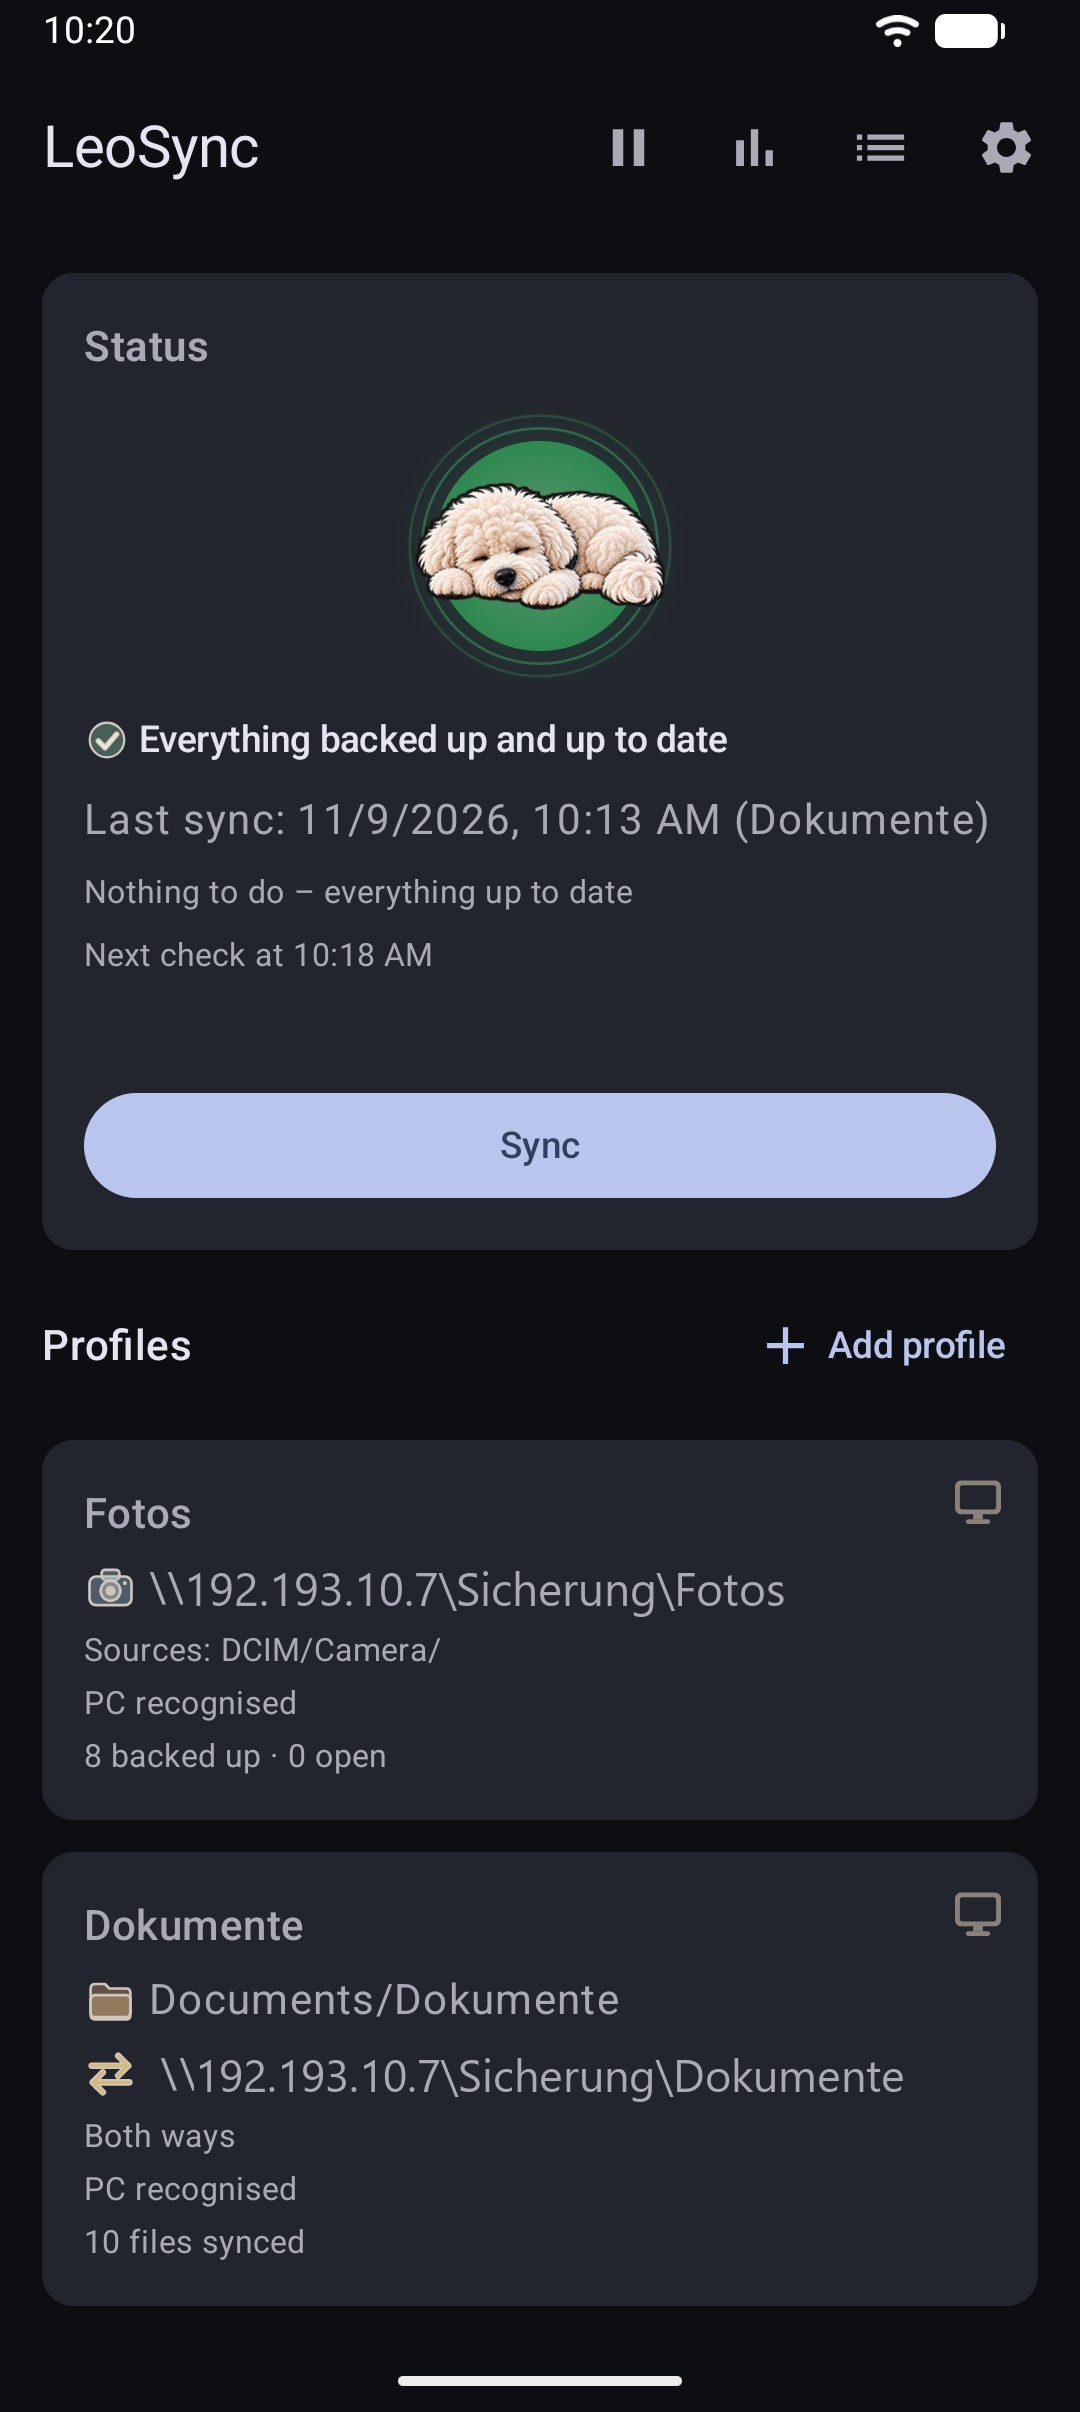 10:20
LeoSync
Status
Everything backed up and up to date
Last sync: 11/9/2026, 10:13 AM (Dokumente)
Nothing to do – everything up to date
Next check at 10:18 AM
Sync
Profiles
Add profile
Fotos
\\192.193.10.7\Sicherung\Fotos
Sources: DCIM/Camera/
PC recognised
8 backed up · 0 open
Dokumente
Documents/Dokumente
\\192.193.10.7\Sicherung\Dokumente
Both ways
PC recognised
10 files synced